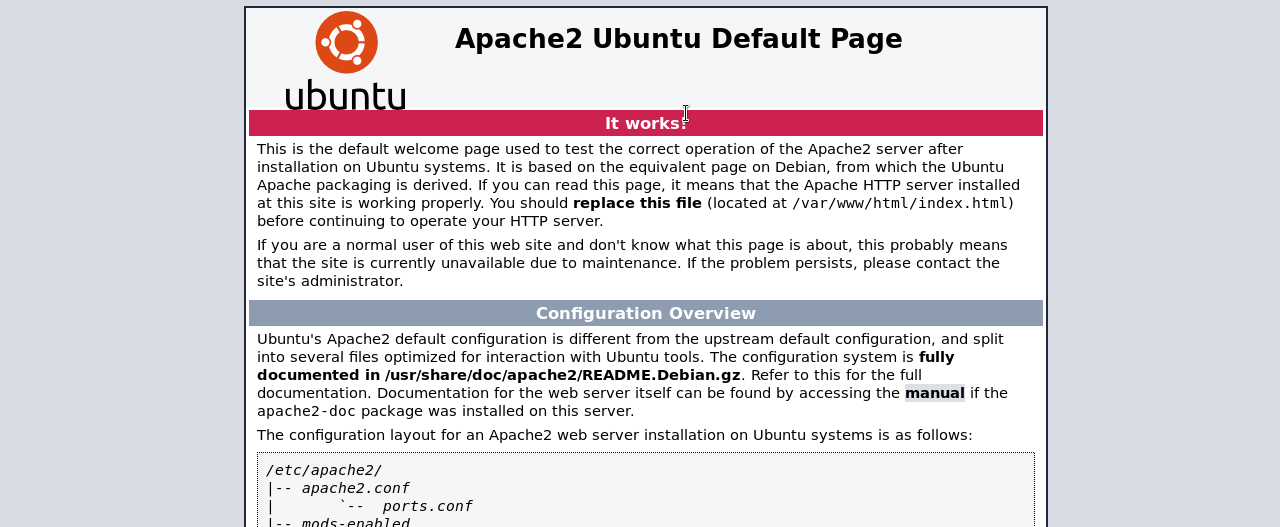 Apache2 Ubuntu Default Page
ubuntu
It works!
This is the default welcome page used to test the correct operation of the Apache2 server after
installation on Ubuntu systems. It is based on the equivalent page on Debian, from which the Ubuntu
Apache packaging is derived. If you can read this page, it means that the Apache HTTP server installed
at this site is working properly. You should replace this file (located at /var/www/html/index.html)
before continuing to operate your HTTP server.
If you are a normal user of this web site and don't know what this page is about, this probably means
that the site is currently unavailable due to maintenance. If the problem persists, please contact the
site's administrator.
Configuration Overview
Ubuntu's Apache2 default configuration is different from the upstream default configuration, and split
into several files optimized for interaction with Ubuntu tools. The configuration system is fully
documented in /usr/share/doc/apache2/README.Debian.gz. Refer to this for the full
documentation. Documentation for the web server itself can be found by accessing the manual if the
apache2-doc package was installed on this server.
The configuration layout for an Apache2 web server installation on Ubuntu systems is as follows:
/etc/apache2/
|-- apache2.conf
|       `--  ports.conf
|-- mods-enabled